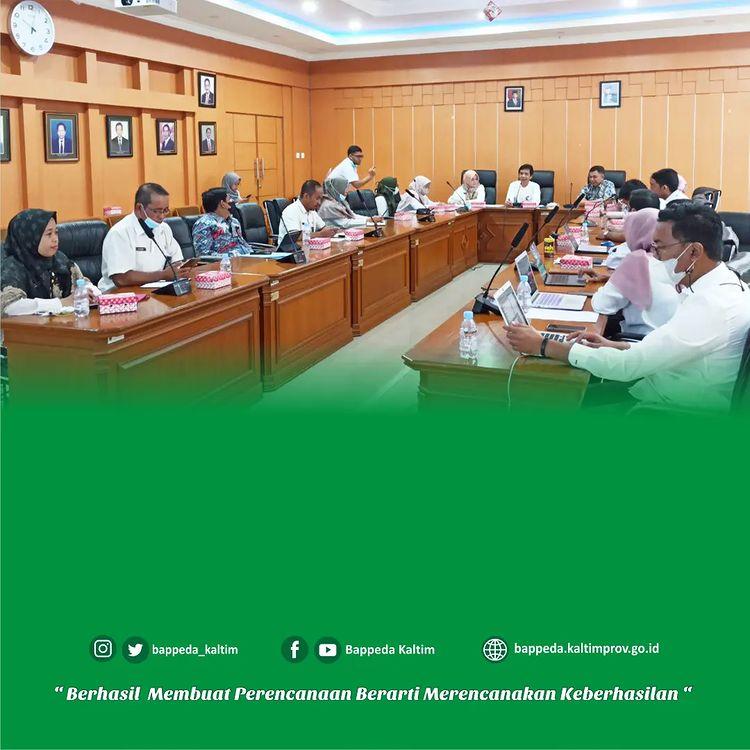 bappeda_kaltim
Bappeda Kaltim
bappeda.kaltimprov.go.id
“ Berhasil Membuat Perencanaan Berarti Merencanakan Keberhasilan “